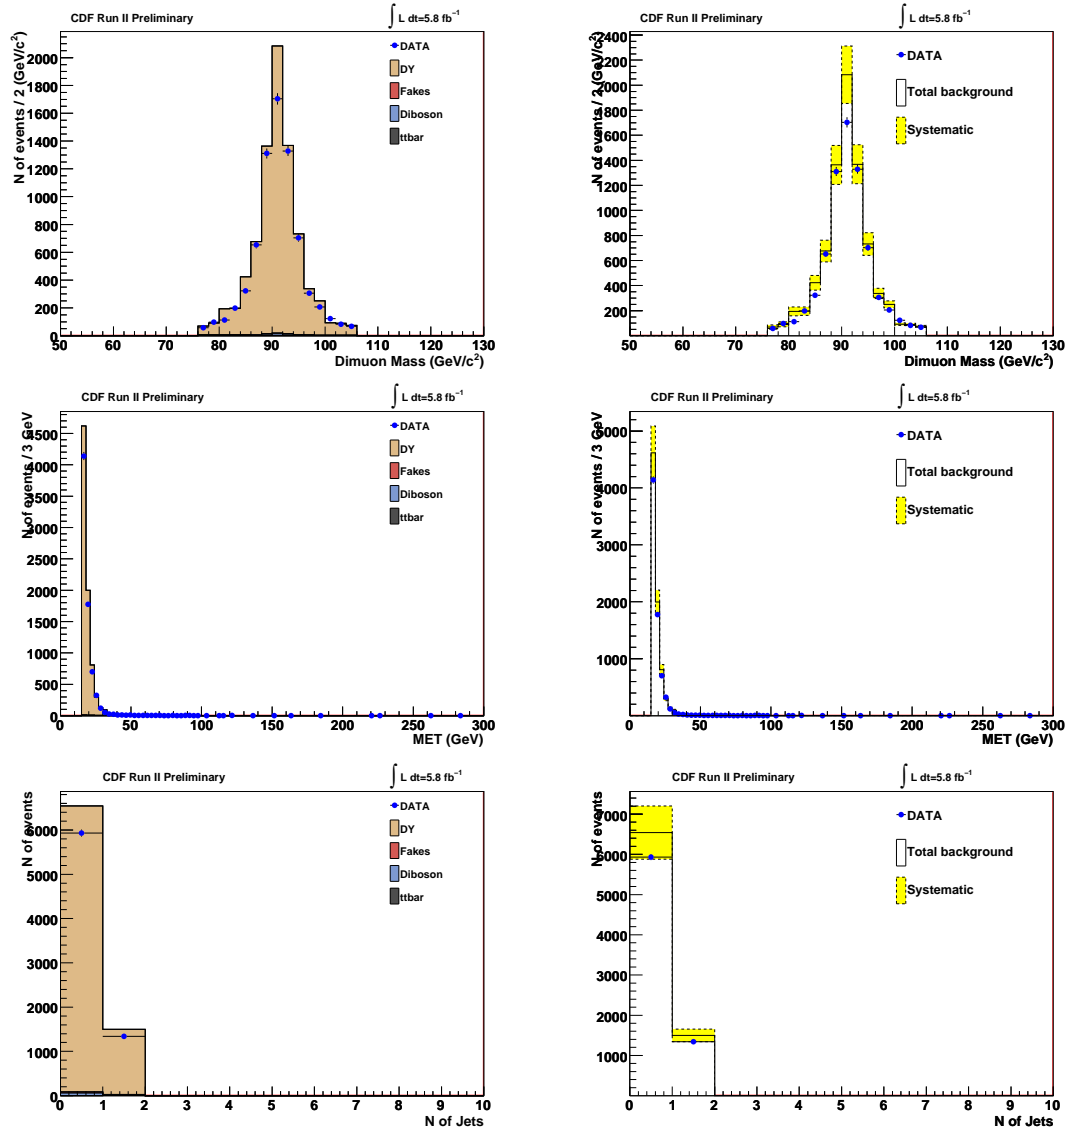 CDF Run II Preliminary
∫ L dt=5.8 fb⁻¹
N of events / 2 (GeV/c²)
2000
1800
1600
1400
1200
1000
800
600
400
200
0
DATA
DY
Fakes
Diboson
ttbar
50 60 70 80 90 100 110 120 130
Dimuon Mass (GeV/c²)
CDF Run II Preliminary
∫ L dt=5.8 fb⁻¹
N of events / 2 (GeV/c²)
2400
2200
2000
1800
1600
1400
1200
1000
800
600
400
200
DATA
Total background
Systematic
50 60 70 80 90 100 110 120 130
Dimuon Mass (GeV/c²)
CDF Run II Preliminary
∫ L dt=5.8 fb⁻¹
N of events / 3 GeV
4500
4000
3500
3000
2500
2000
1500
1000
500
0
DATA
DY
Fakes
Diboson
ttbar
0 50 100 150 200 250 300
MET (GeV)
CDF Run II Preliminary
∫ L dt=5.8 fb⁻¹
N of events / 3 GeV
5000
4000
3000
2000
1000
DATA
Total background
Systematic
0 50 100 150 200 250 300
MET (GeV)
CDF Run II Preliminary
∫ L dt=5.8 fb⁻¹
N of events
6000
5000
4000
3000
2000
1000
0
DATA
DY
Fakes
Diboson
ttbar
0 1 2 3 4 5 6 7 8 9 10
N of Jets
CDF Run II Preliminary
∫ L dt=5.8 fb⁻¹
N of events
7000
6000
5000
4000
3000
2000
1000
DATA
Total background
Systematic
0 1 2 3 4 5 6 7 8 9 10
N of Jets